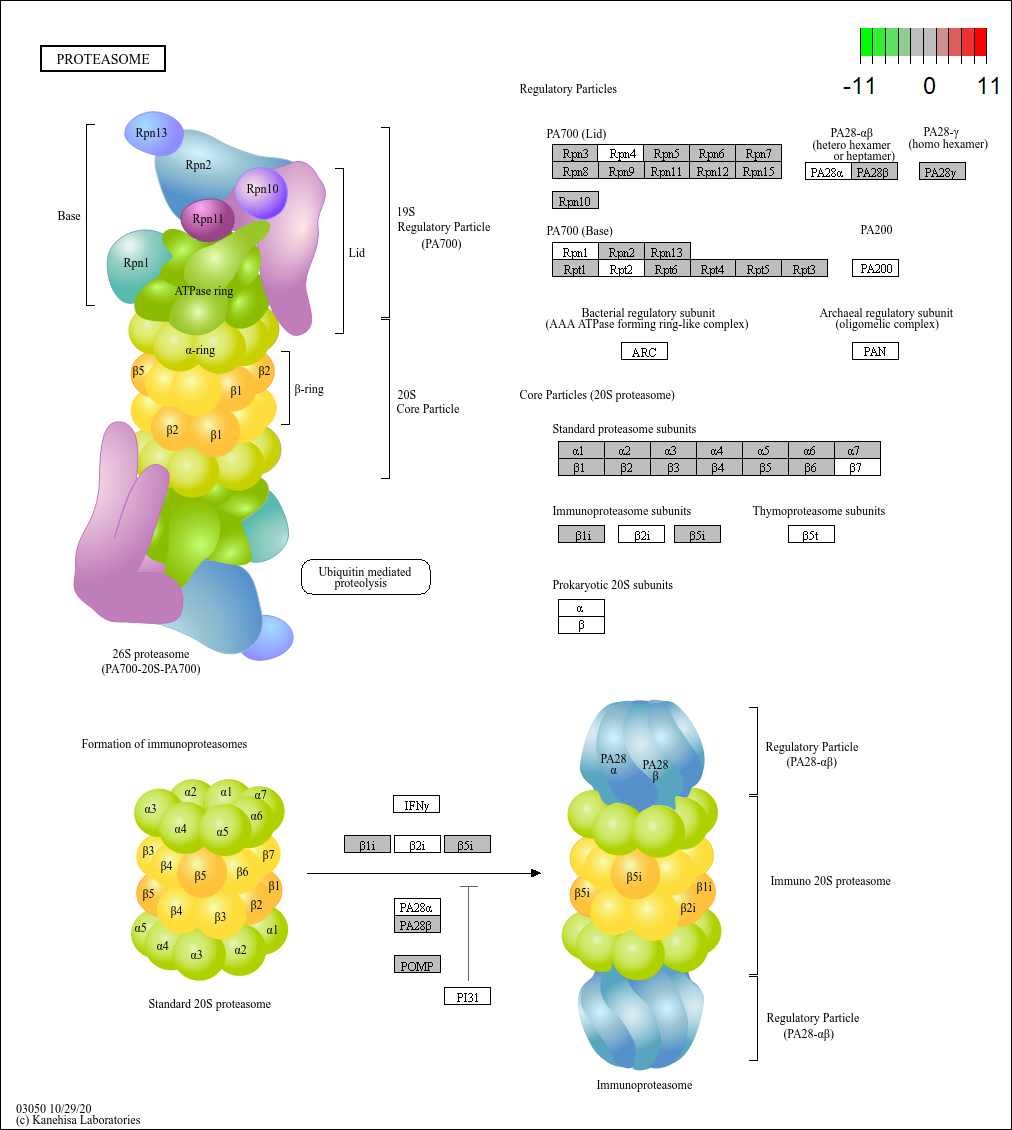 PROTEASOME
-11 0 11
Regulatory Particles
PA700 (Lid)
Rpn3 Rpn4 Rpn5 Rpn6 Rpn7
Rpn8 Rpn9 Rpn11 Rpn12 Rpn15
Rpn10
PA28-αβ
(hetero hexamer
or heptamer)
PA28α PA28β
PA28-γ
(homo hexamer)
PA28γ
PA700 (Base)
Rpn1 Rpn2 Rpn13
Rpt1 Rpt2 Rpt6 Rpt4 Rpt5 Rpt3
PA200
PA200
Bacterial regulatory subunit
(AAA ATPase forming ring-like complex)
ARC
Archaeal regulatory subunit
(oligomelic complex)
PAN
Core Particles (20S proteasome)
Standard proteasome subunits
α1 α2 α3 α4 α5 α6 α7
β1 β2 β3 β4 β5 β6 β7
Immunoproteasome subunits
β1i β2i β5i
Thymoproteasome subunits
β5t
Prokaryotic 20S subunits
α
β
Rpn13
Rpn2
Rpn10
Rpn11
Rpn1
ATPase ring
Base
Lid
19S
Regulatory Particle
(PA700)
α-ring
β5 β2
β1
β-ring
β2 β1
20S
Core Particle
Ubiquitin mediated
proteolysis
26S proteasome
(PA700-20S-PA700)
Formation of immunoproteasomes
α3 α2 α1 α7
α4 α5 α6
β3 β4 β5 β6 β7
β5 β4 β3 β2 β1
α5 α4 α3 α2 α1
Standard 20S proteasome
IFNγ
β1i β2i β5i
PA28α
PA28β
POMP
PI31
PA28
α
PA28
β
β5i
β5i β1i
β2i
Regulatory Particle
(PA28-αβ)
Immuno 20S proteasome
Regulatory Particle
(PA28-αβ)
Immunoproteasome
03050 10/29/20
(c) Kanehisa Laboratories